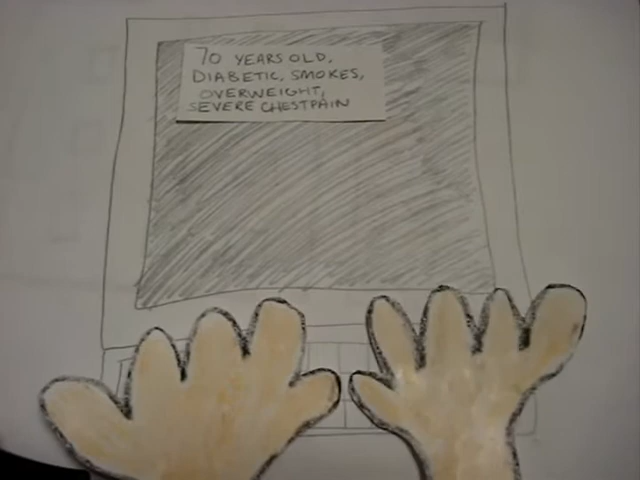 70 YEARS OLD,
DIABETIC, SMOKES,
OVERWEIGHT,
SEVERE CHESTPAIN